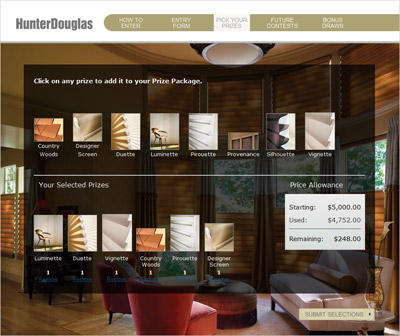 HunterDouglas
HOW TO ENTER
ENTRY FORM
PICK YOUR PRIZES
FUTURE CONTESTS
BONUS DRAWS
Click on any prize to add it to your Prize Package.
Country Woods
Designer Screen
Duette
Luminette
Pirouette
Provenance
Silhouette
Vignette
Your Selected Prizes
Price Allowance
Starting: $5,000.00
Used: $4,752.00
Remaining: $248.00
Luminette
Duette
Vignette
Country Woods
Pirouette
Designer Screen
1 1 1 1 1 1
SUBMIT SELECTIONS